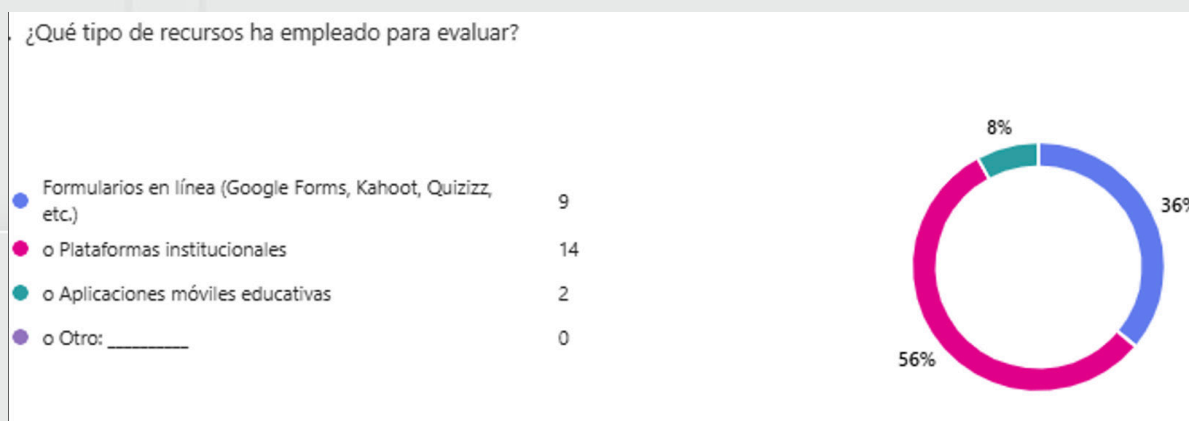 . ¿Qué tipo de recursos ha empleado para evaluar?
8%
Formularios en línea (Google Forms, Kahoot, Quizizz,
etc.)
9
36%
o Plataformas institucionales
14
o Aplicaciones móviles educativas
2
o Otro: __________
0
56%